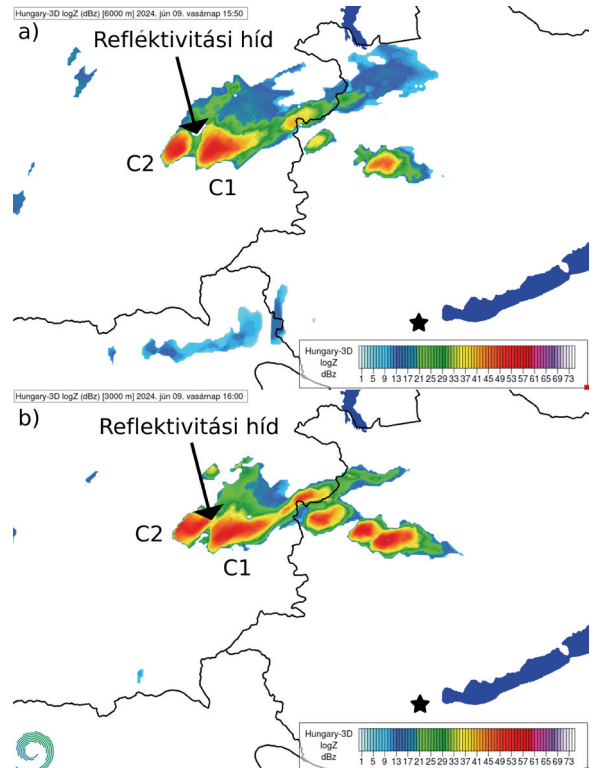 Hungary-3D logZ (dBz) [6000 m] 2024. jún 09. vasárnap 15:50
a)
Reflektivitási híd
C2
C1
Hungary-3D
logZ
dBz
1 5 9 13 17 21 25 29 33 37 41 45 49 53 57 61 65 69 73
Hungary-3D logZ (dBz) [3000 m] 2024. jún 09. vasárnap 16:00
b)
Reflektivitási híd
C2
C1
Hungary-3D
logZ
dBz
1 5 9 13 17 21 25 29 33 37 41 45 49 53 57 61 65 69 73